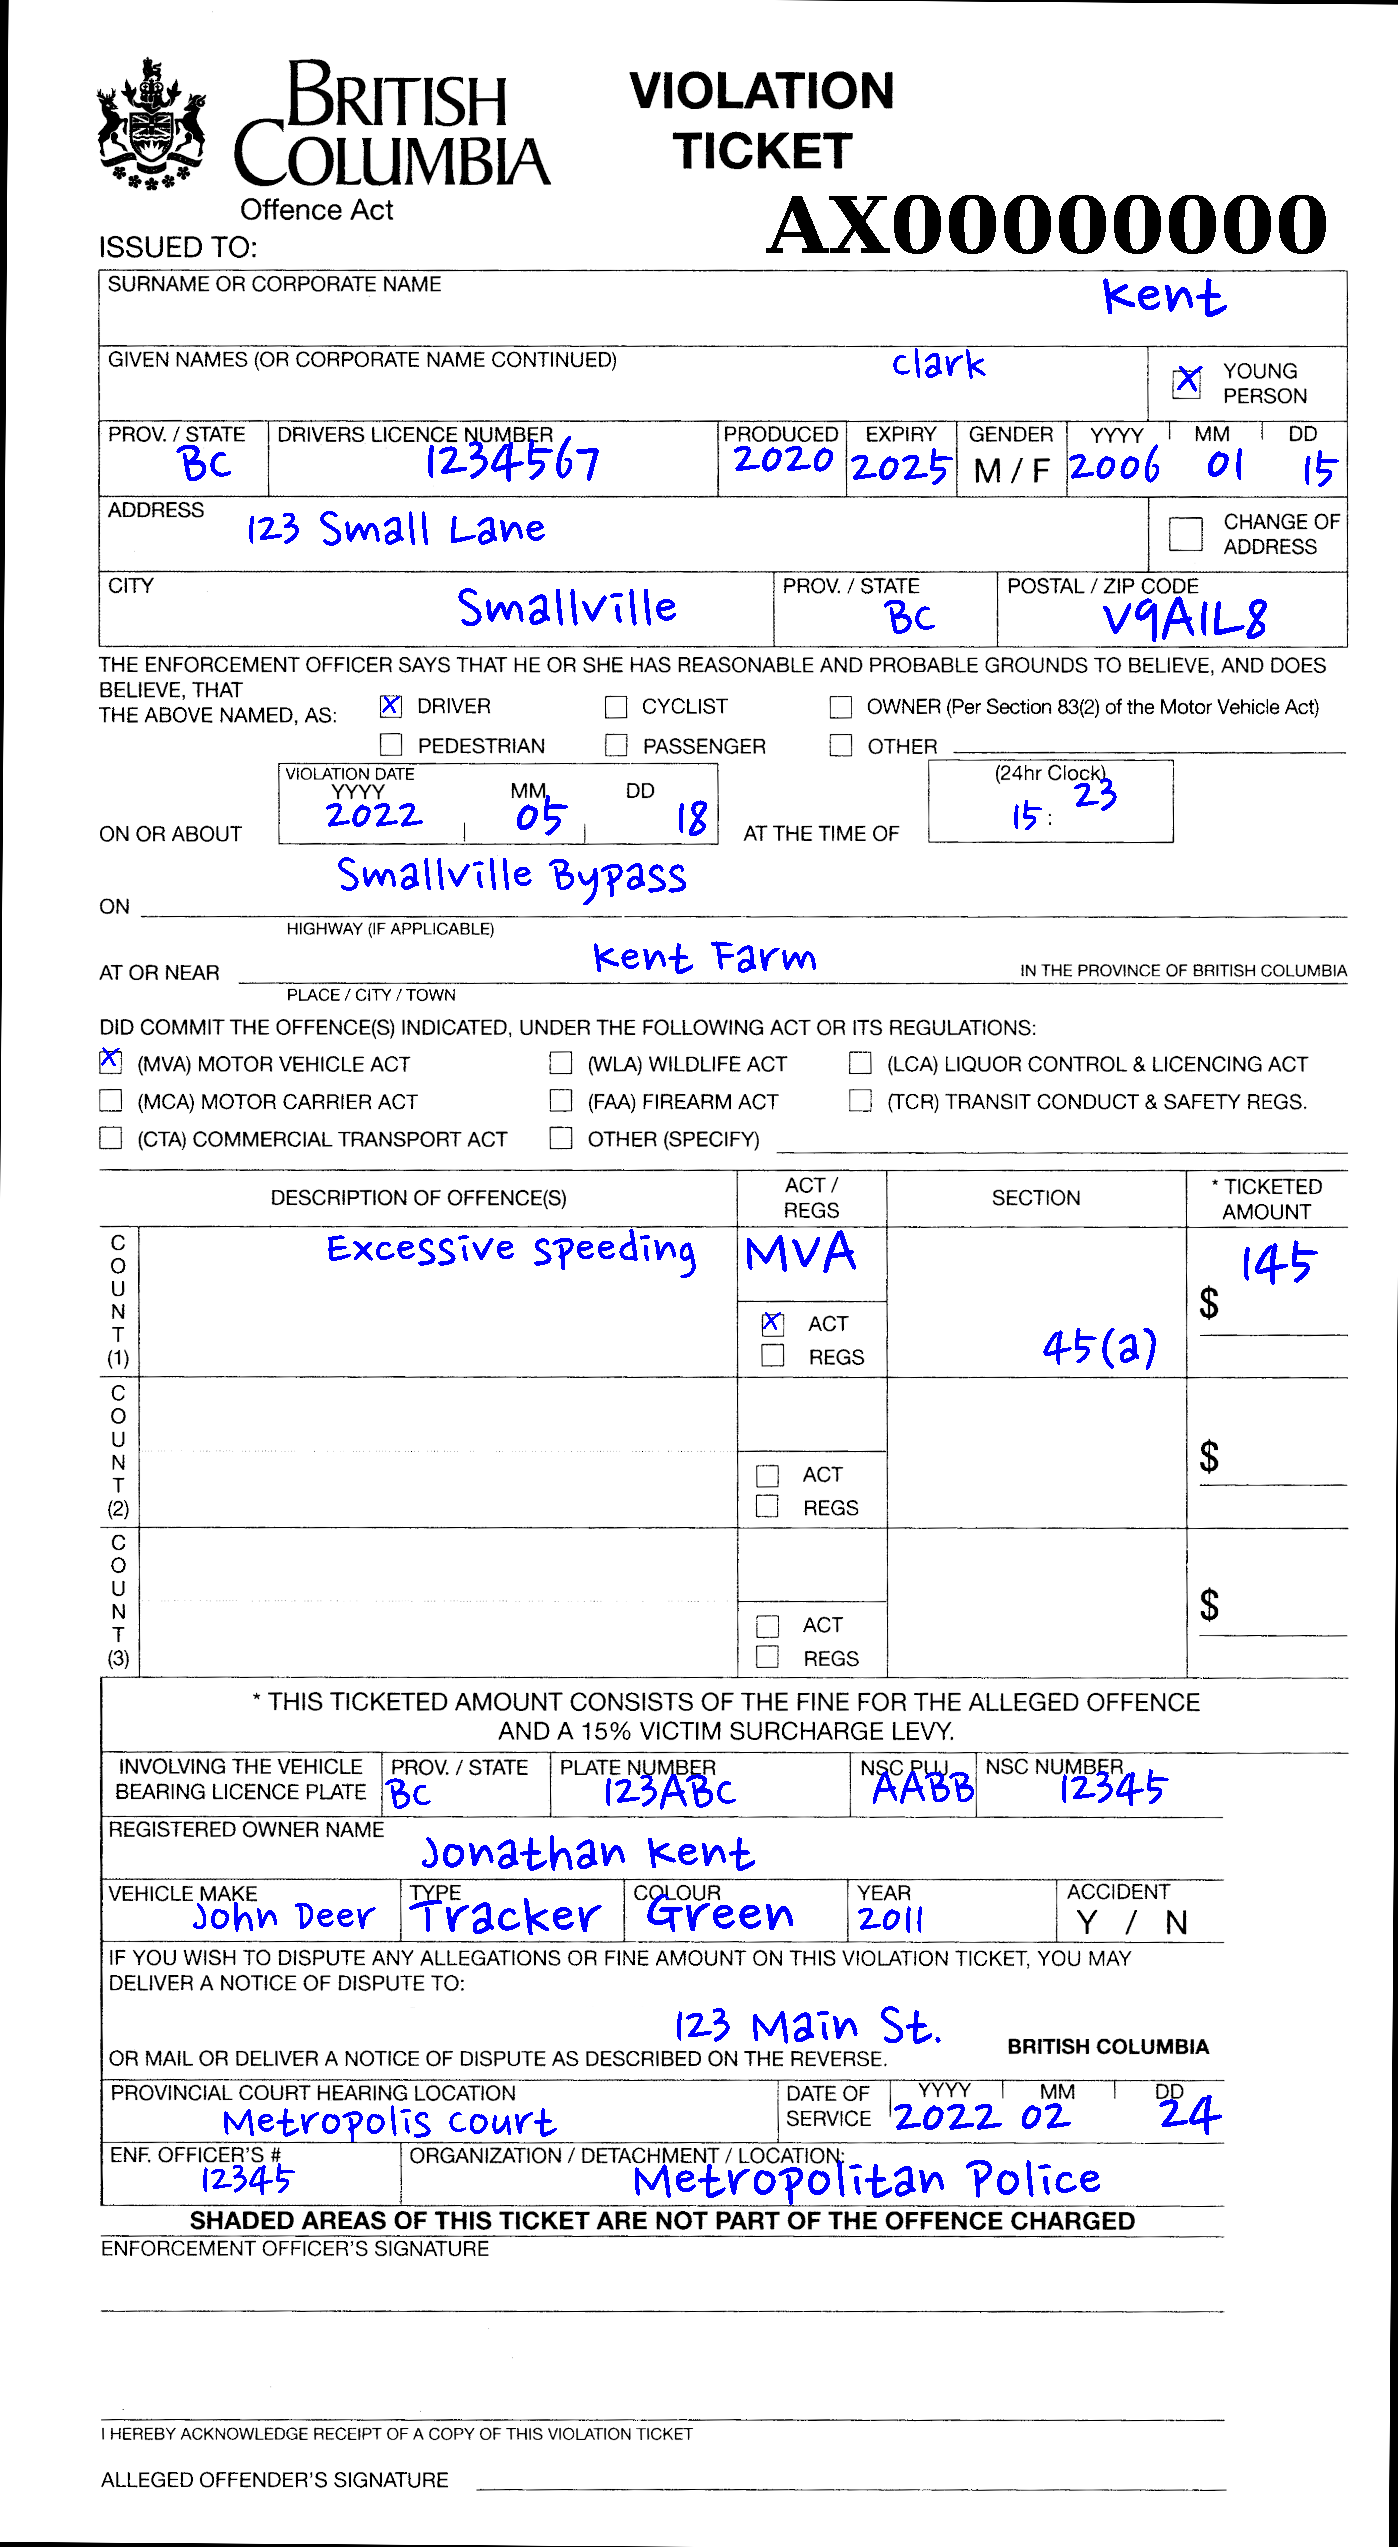 BRITISH COLUMBIA
Offence Act
VIOLATION TICKET
AX00000000
ISSUED TO:
SURNAME OR CORPORATE NAME
Kent
GIVEN NAMES (OR CORPORATE NAME CONTINUED)
Clark
X YOUNG PERSON
PROV. / STATE DRIVERS LICENCE NUMBER PRODUCED EXPIRY GENDER YYYY MM DD
BC 1234567 2020 2025 M / F 2006 01 15
ADDRESS
123 Small Lane
CHANGE OF ADDRESS
CITY PROV. / STATE POSTAL / ZIP CODE
Smallville BC V9A1L8
THE ENFORCEMENT OFFICER SAYS THAT HE OR SHE HAS REASONABLE AND PROBABLE GROUNDS TO BELIEVE, AND DOES
BELIEVE, THAT
THE ABOVE NAMED, AS: X DRIVER CYCLIST OWNER (Per Section 83(2) of the Motor Vehicle Act)
PEDESTRIAN PASSENGER OTHER
VIOLATION DATE (24hr Clock)
YYYY MM DD
ON OR ABOUT 2022 05 18 AT THE TIME OF 15 : 23
ON Smallville Bypass
HIGHWAY (IF APPLICABLE)
AT OR NEAR Kent Farm IN THE PROVINCE OF BRITISH COLUMBIA
PLACE / CITY / TOWN
DID COMMIT THE OFFENCE(S) INDICATED, UNDER THE FOLLOWING ACT OR ITS REGULATIONS:
X (MVA) MOTOR VEHICLE ACT (WLA) WILDLIFE ACT (LCA) LIQUOR CONTROL & LICENCING ACT
(MCA) MOTOR CARRIER ACT (FAA) FIREARM ACT (TCR) TRANSIT CONDUCT & SAFETY REGS.
(CTA) COMMERCIAL TRANSPORT ACT OTHER (SPECIFY)
DESCRIPTION OF OFFENCE(S) ACT / REGS SECTION * TICKETED AMOUNT
COUNT (1) Excessive speeding MVA X ACT REGS 45(a) $ 145
COUNT (2) ACT REGS $
COUNT (3) ACT REGS $
* THIS TICKETED AMOUNT CONSISTS OF THE FINE FOR THE ALLEGED OFFENCE
AND A 15% VICTIM SURCHARGE LEVY.
INVOLVING THE VEHICLE BEARING LICENCE PLATE
PROV. / STATE PLATE NUMBER NSC PUJ NSC NUMBER
BC 123ABC AABB 12345
REGISTERED OWNER NAME
Jonathan Kent
VEHICLE MAKE TYPE COLOUR YEAR ACCIDENT
John Deer Tracker Green 2011 Y / N
IF YOU WISH TO DISPUTE ANY ALLEGATIONS OR FINE AMOUNT ON THIS VIOLATION TICKET, YOU MAY
DELIVER A NOTICE OF DISPUTE TO:
123 Main St. BRITISH COLUMBIA
OR MAIL OR DELIVER A NOTICE OF DISPUTE AS DESCRIBED ON THE REVERSE.
PROVINCIAL COURT HEARING LOCATION DATE OF SERVICE YYYY MM DD
Metropolis court 2022 02 24
ENF. OFFICER'S # ORGANIZATION / DETACHMENT / LOCATION:
12345 Metropolitan Police
SHADED AREAS OF THIS TICKET ARE NOT PART OF THE OFFENCE CHARGED
ENFORCEMENT OFFICER'S SIGNATURE
I HEREBY ACKNOWLEDGE RECEIPT OF A COPY OF THIS VIOLATION TICKET
ALLEGED OFFENDER'S SIGNATURE